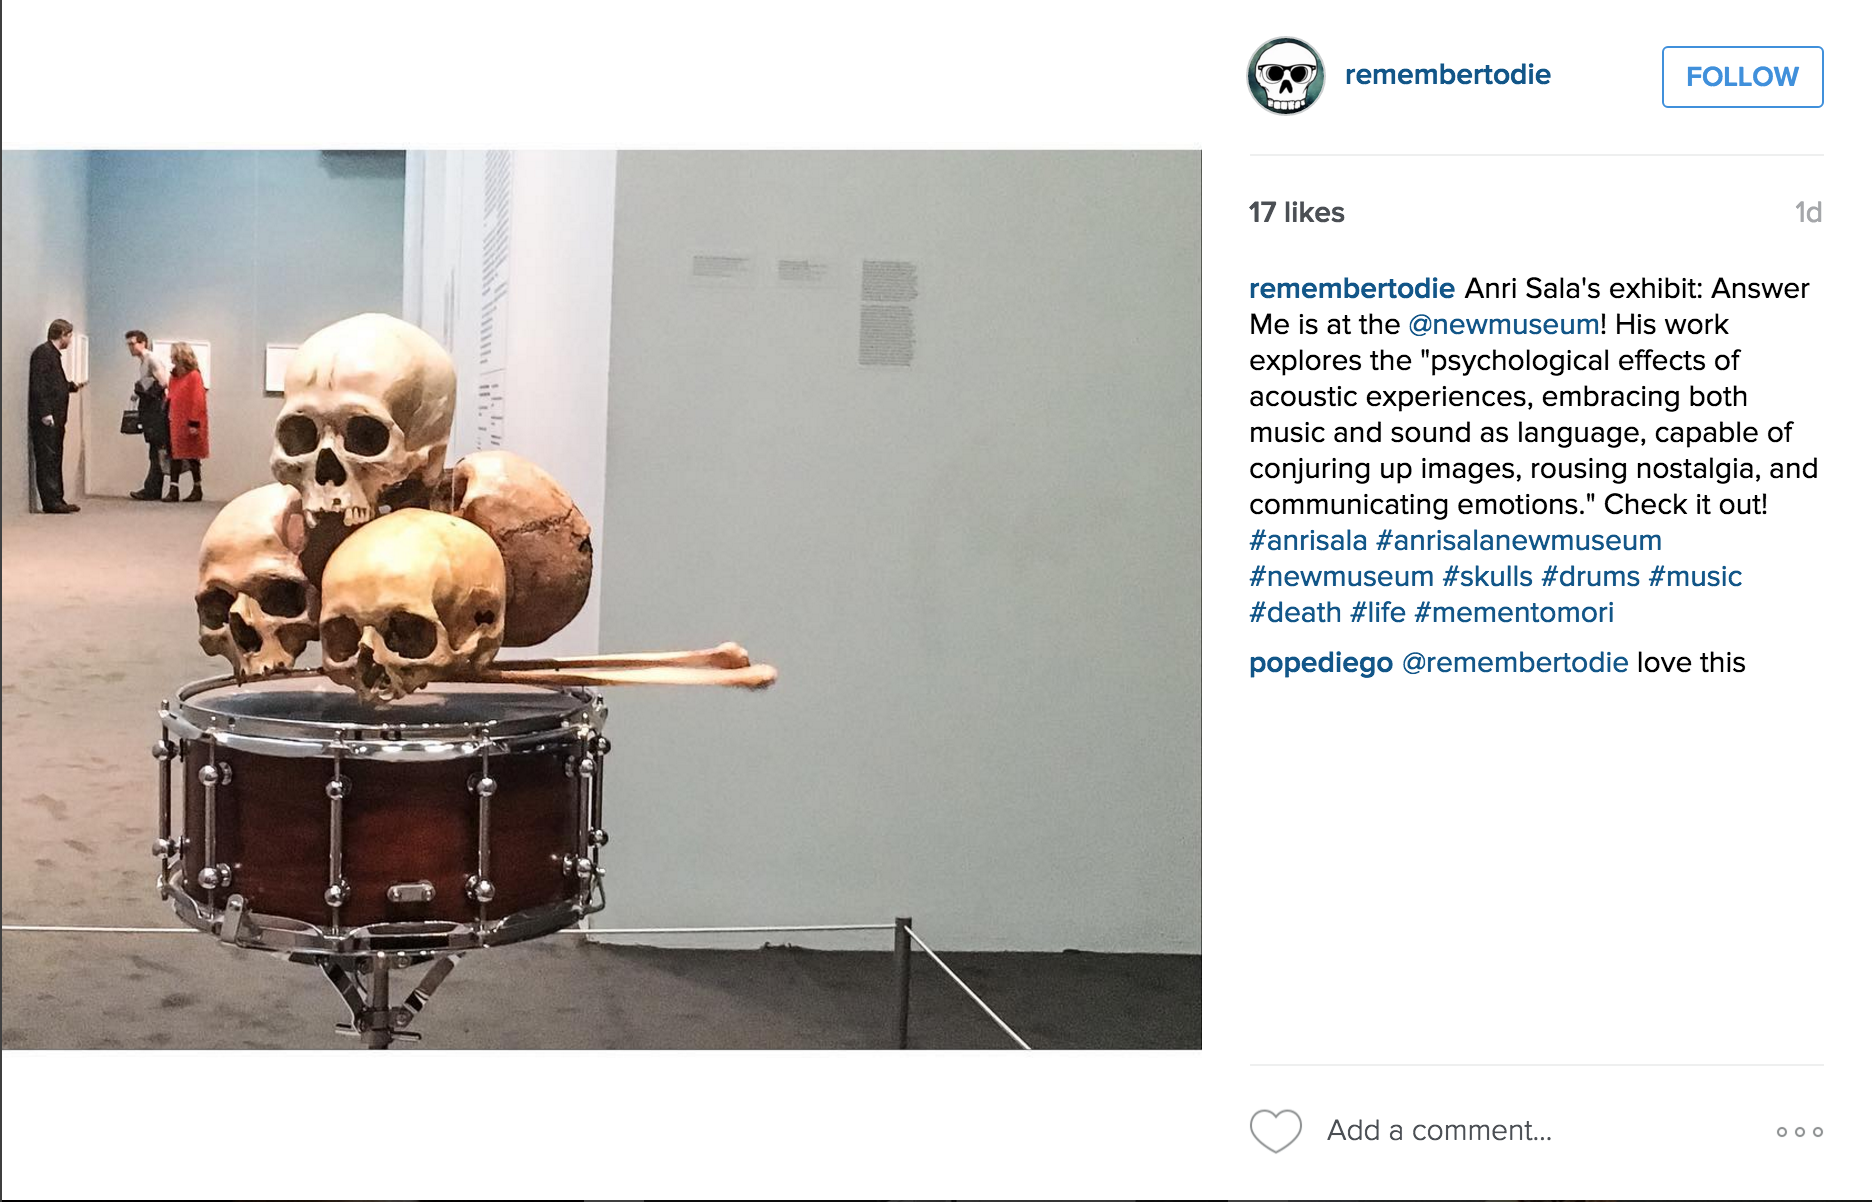 remembertodie
FOLLOW
17 likes
1d
remembertodie Anri Sala's exhibit: Answer
Me is at the @newmuseum! His work
explores the "psychological effects of
acoustic experiences, embracing both
music and sound as language, capable of
conjuring up images, rousing nostalgia, and
communicating emotions." Check it out!
#anrisala #anrisalanewmuseum
#newmuseum #skulls #drums #music
#death #life #mementomori
popediego @remembertodie love this
Add a comment...